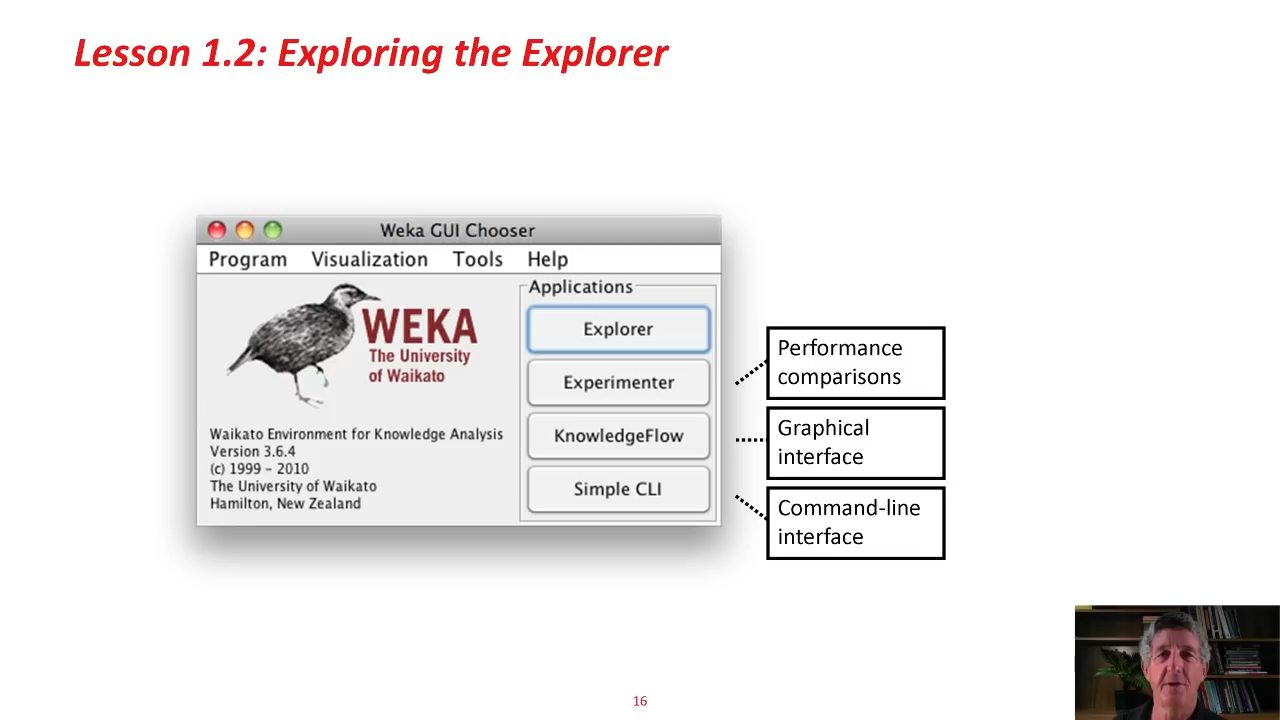 Lesson 1.2: Exploring the Explorer
Weka GUI Chooser
Program Visualization Tools Help
WEKA
The University
of Waikato
Waikato Environment for Knowledge Analysis
Version 3.6.4
(c) 1999 - 2010
The University of Waikato
Hamilton, New Zealand
Applications
Explorer
Experimenter
KnowledgeFlow
Simple CLI
Performance
comparisons
Graphical
interface
Command-line
interface
16